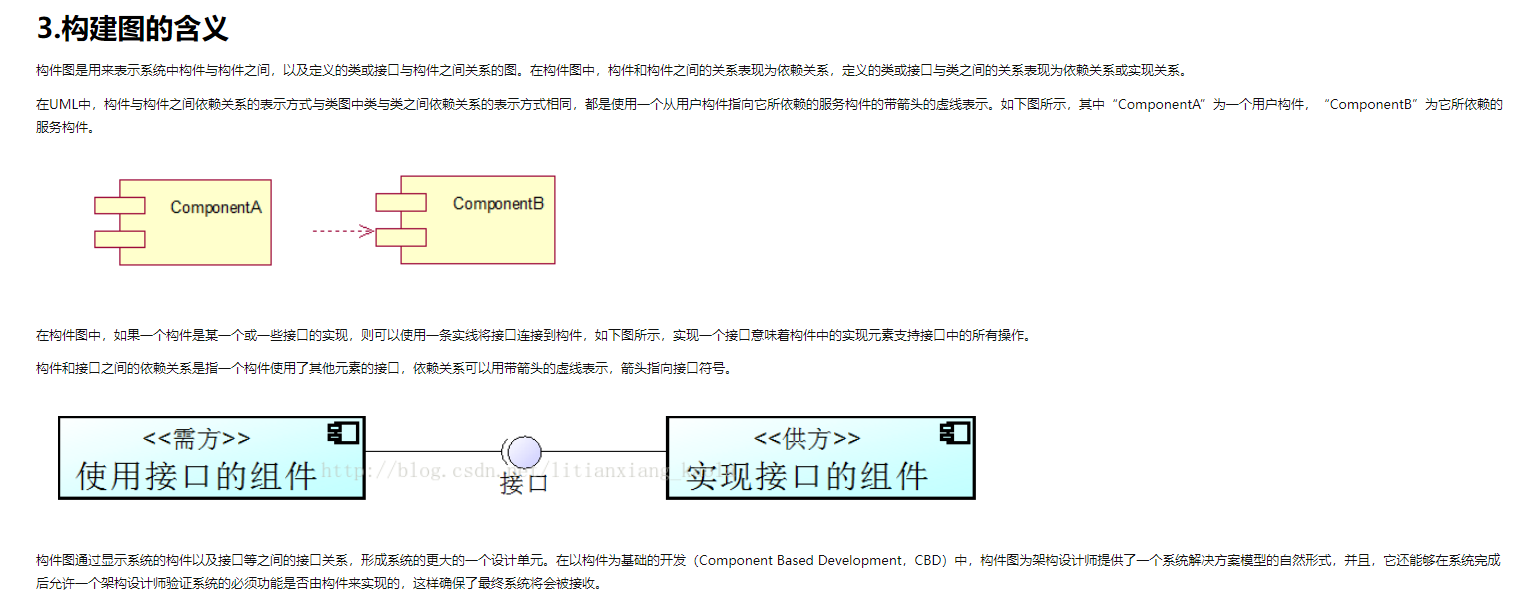 3.构建图的含义
构件图是用来表示系统中构件与构件之间，以及定义的类或接口与构件之间关系的图。在构件图中，构件和构件之间的关系表现为依赖关系，定义的类或接口与类之间的关系表现为依赖关系或实现关系。
在UML中，构件与构件之间依赖关系的表示方式与类图中类与类之间依赖关系的表示方式相同，都是使用一个从用户构件指向它所依赖的服务构件的带箭头的虚线表示。如下图所示，其中“ComponentA”为一个用户构件，“ComponentB”为它所依赖的
服务构件。
ComponentA
ComponentB
在构件图中，如果一个构件是某一个或一些接口的实现，则可以使用一条实线将接口连接到构件，如下图所示，实现一个接口意味着构件中的实现元素支持接口中的所有操作。
构件和接口之间的依赖关系是指一个构件使用了其他元素的接口，依赖关系可以用带箭头的虚线表示，箭头指向接口符号。
<<需方>>
使用接口的组件
接口
<<供方>>
实现接口的组件
http://blog.csdn.net/litianxiang_
构件图通过显示系统的构件以及接口等之间的接口关系，形成系统的更大的一个设计单元。在以构件为基础的开发（Component Based Development，CBD）中，构件图为架构设计师提供了一个系统解决方案模型的自然形式，并且，它还能够在系统完成
后允许一个架构设计师验证系统的必须功能是否由构件来实现的，这样确保了最终系统将会被接收。